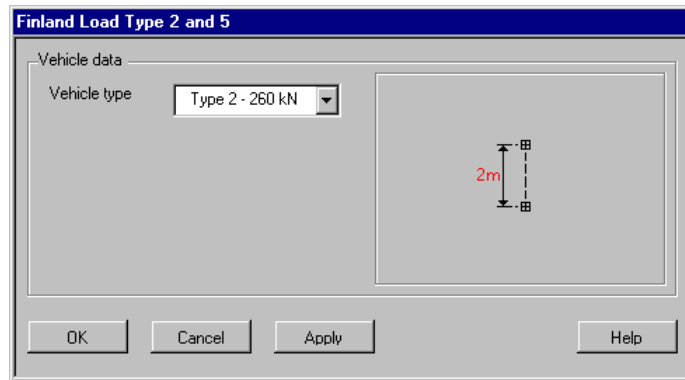 Finland Load Type 2 and 5
Vehicle data
Vehicle type
Type 2 - 260 kN
2m
OK
Cancel
Apply
Help